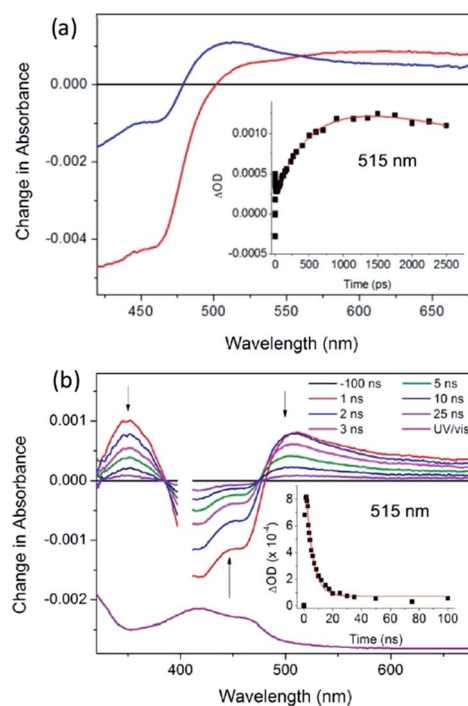 (a)
0.000
-0.002
-0.004
Change in Absorbance
450 500 550 600 650
Wavelength (nm)
0.0010
0.0005
0.0000
-0.0005
ΔOD
515 nm
0 500 1000 1500 2000 2500
Time (ps)
(b)
0.001
0.000
-0.001
-0.002
Change in Absorbance
400 500 600
Wavelength (nm)
-100 ns 5 ns
1 ns 10 ns
2 ns 25 ns
3 ns UV/vis
8
6
4
2
0
ΔOD (x 10⁻⁴)
515 nm
0 20 40 60 80 100
Time (ns)